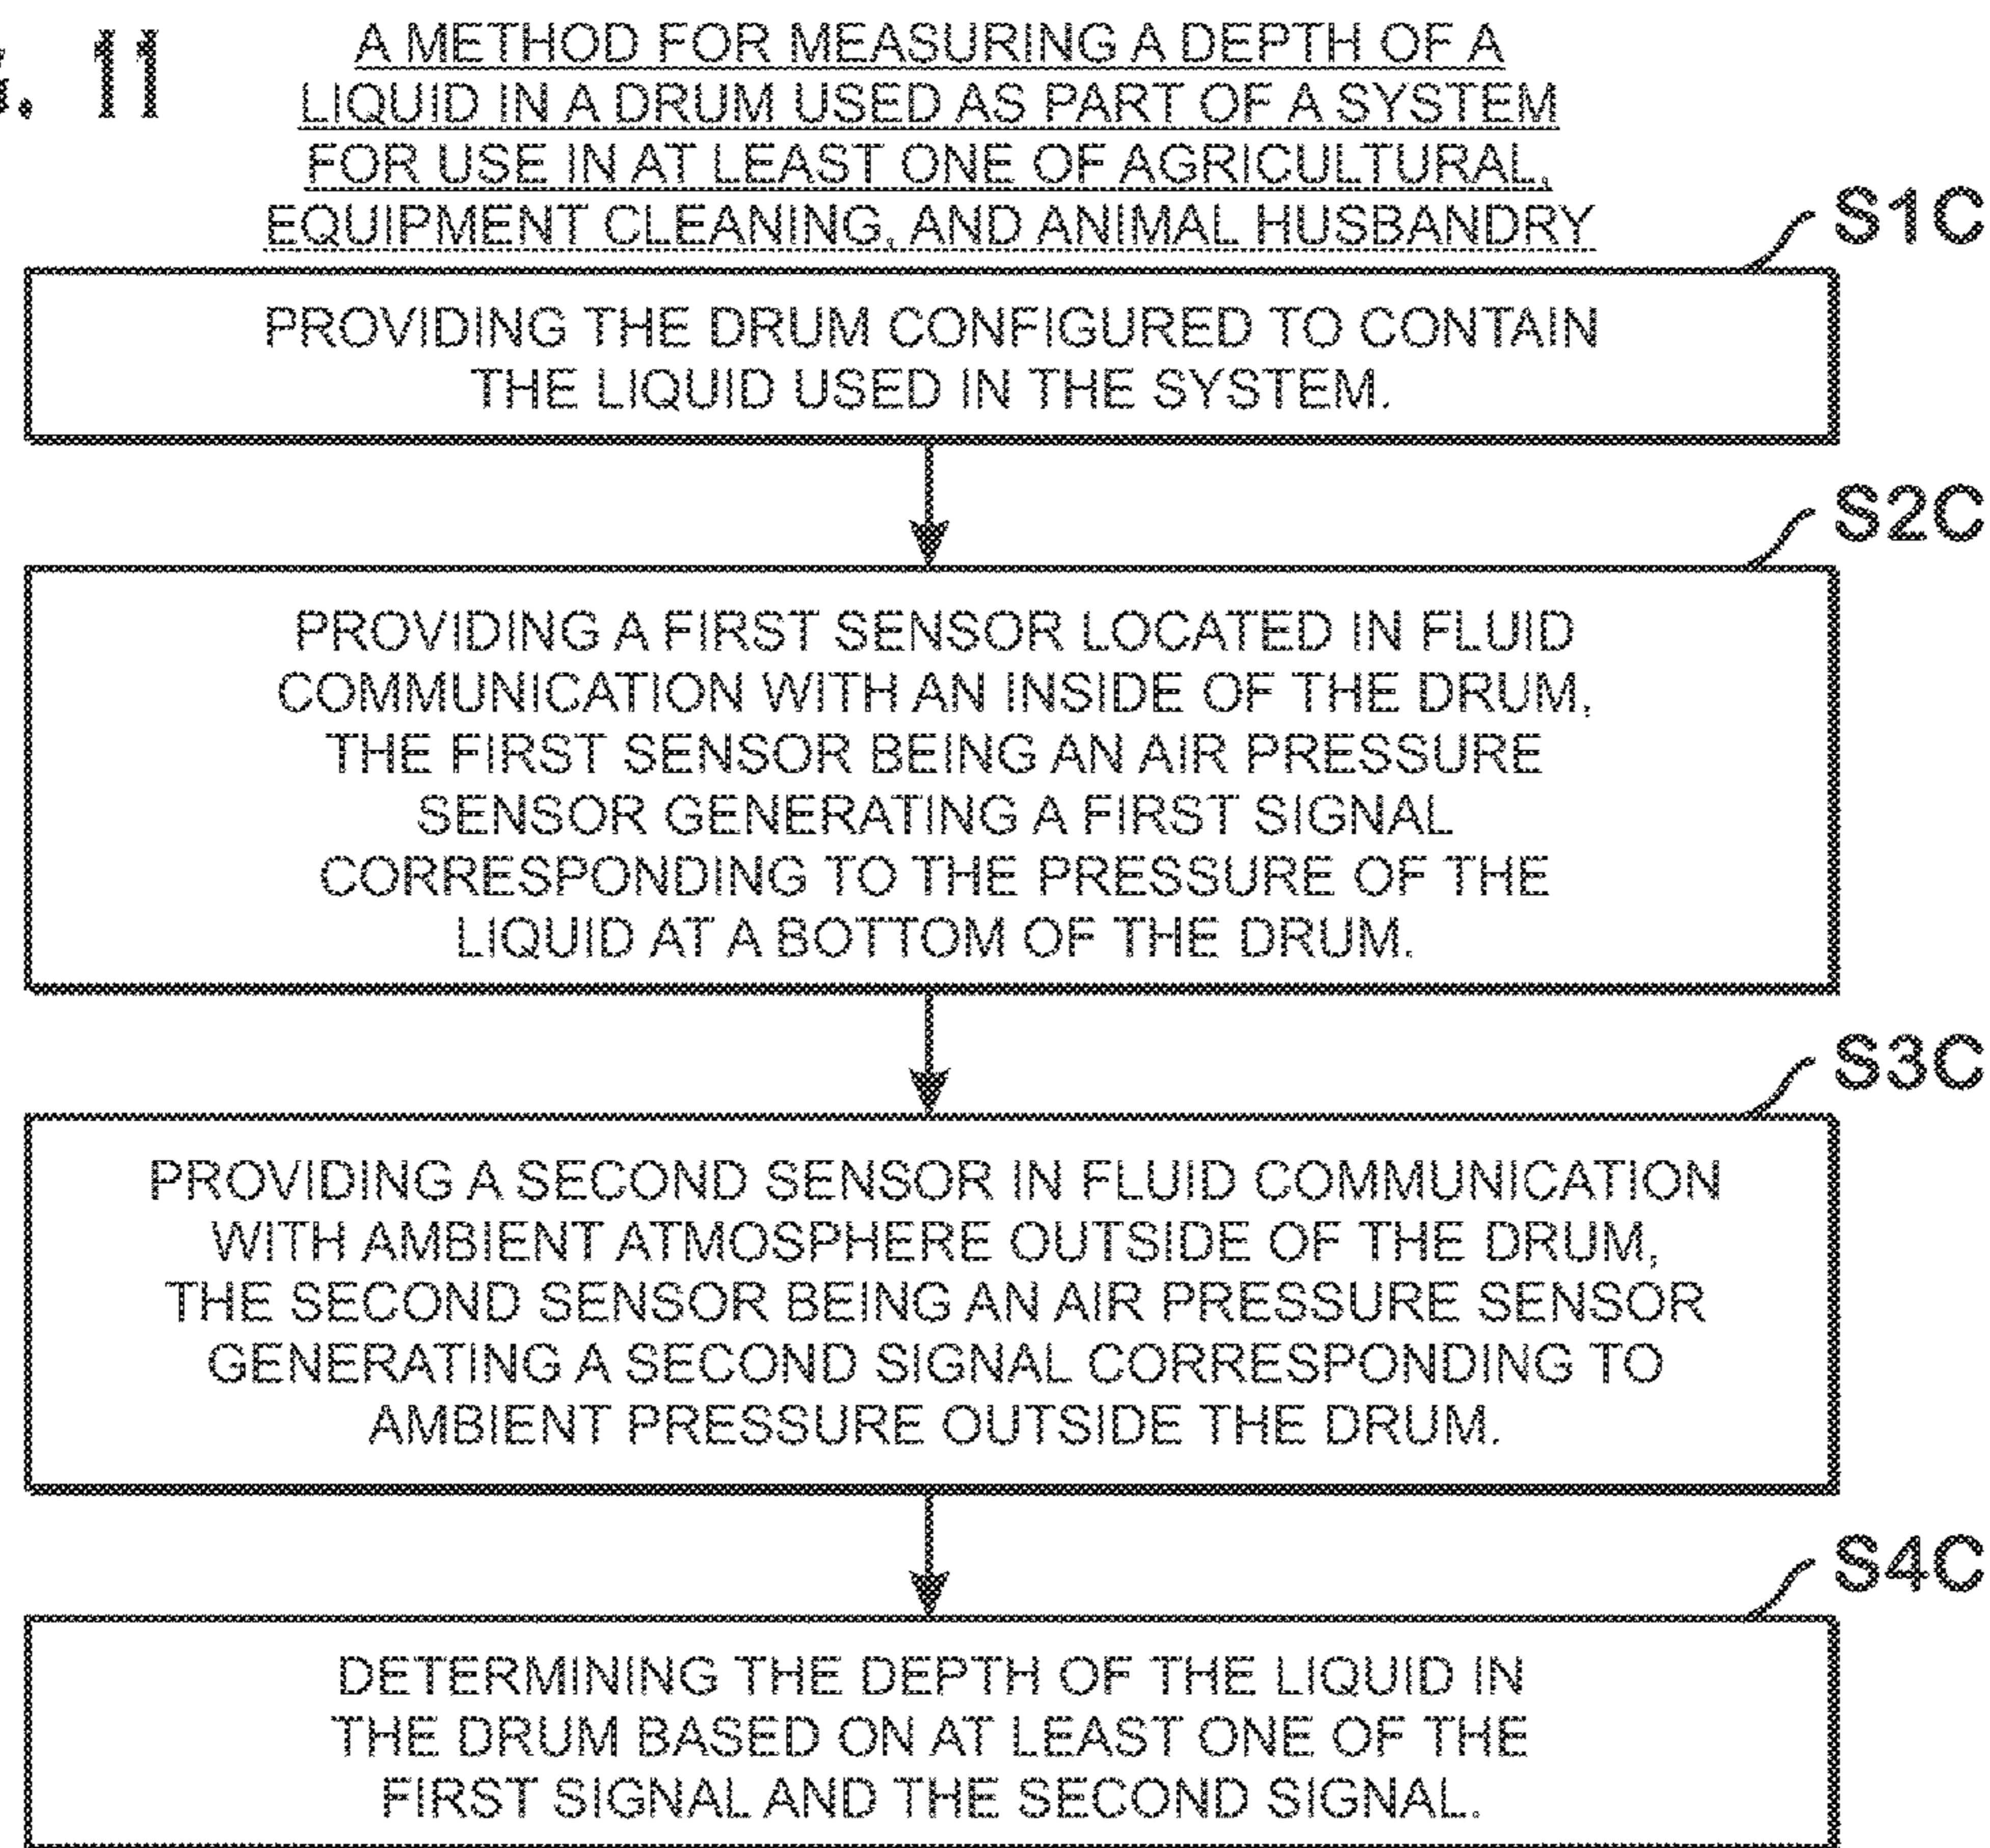 11
A METHOD FOR MEASURING A DEPTH OF A
LIQUID IN A DRUM USED AS PART OF A SYSTEM
FOR USE IN AT LEAST ONE OF AGRICULTURAL,
EQUIPMENT CLEANING, AND ANIMAL HUSBANDRY
S1C
PROVIDING THE DRUM CONFIGURED TO CONTAIN
THE LIQUID USED IN THE SYSTEM.
S2C
PROVIDING A FIRST SENSOR LOCATED IN FLUID
COMMUNICATION WITH AN INSIDE OF THE DRUM,
THE FIRST SENSOR BEING AN AIR PRESSURE
SENSOR GENERATING A FIRST SIGNAL
CORRESPONDING TO THE PRESSURE OF THE
LIQUID AT A BOTTOM OF THE DRUM.
S3C
PROVIDING A SECOND SENSOR IN FLUID COMMUNICATION
WITH AMBIENT ATMOSPHERE OUTSIDE OF THE DRUM,
THE SECOND SENSOR BEING AN AIR PRESSURE SENSOR
GENERATING A SECOND SIGNAL CORRESPONDING TO
AMBIENT PRESSURE OUTSIDE THE DRUM.
S4C
DETERMINING THE DEPTH OF THE LIQUID IN
THE DRUM BASED ON AT LEAST ONE OF THE
FIRST SIGNAL AND THE SECOND SIGNAL.